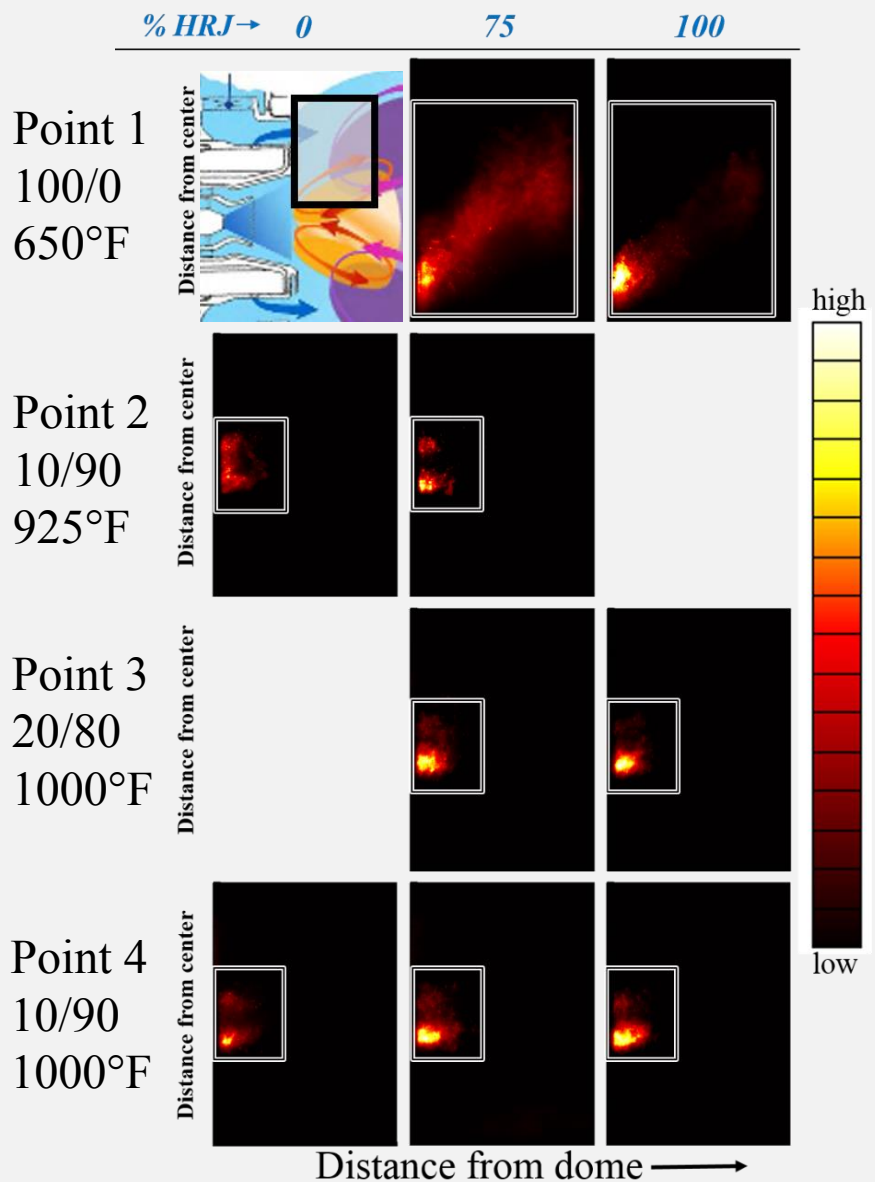 % HRJ→ 0 75 100
Point 1
100/0
650°F
Distance from center
Point 2
10/90
925°F
Distance from center
Point 3
20/80
1000°F
Distance from center
Point 4
10/90
1000°F
Distance from center
high
low
Distance from dome